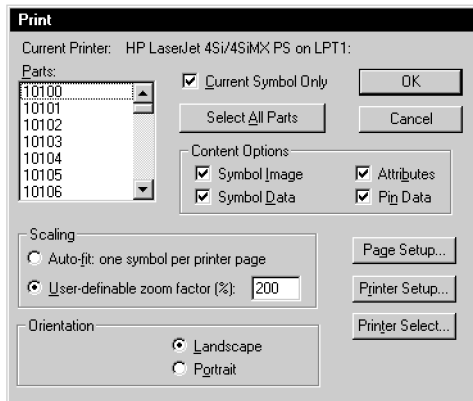 Print
Current Printer: HP LaserJet 4Si/4SiMX PS on LPT1:
Parts:
10100
10101
10102
10103
10104
10105
10106
Current Symbol Only
Select All Parts
OK
Cancel
Content Options
Symbol Image
Attributes
Symbol Data
Pin Data
Scaling
Auto-fit: one symbol per printer page
User-definable zoom factor (%): 200
Page Setup...
Printer Setup...
Printer Select...
Orientation
Landscape
Portrait